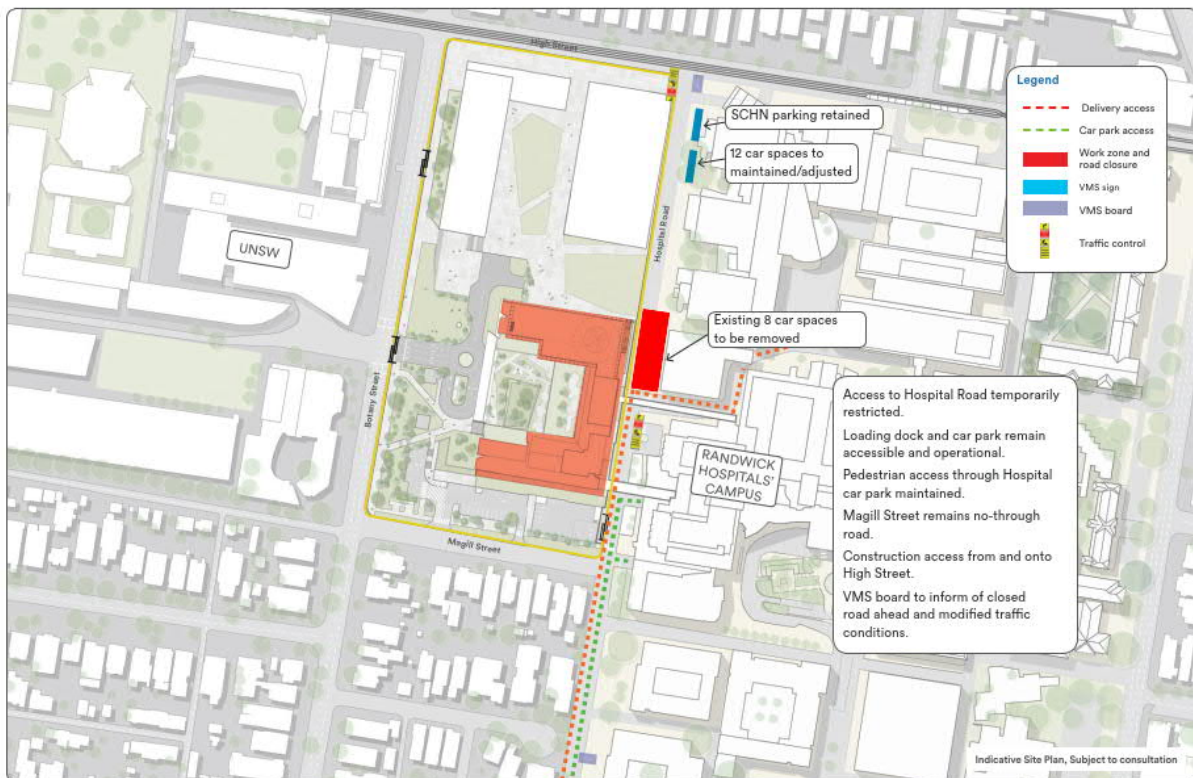 High Street
SCHN parking retained
12 car spaces to
maintained/adjusted
Hospital Road
UNSW
Existing 8 car spaces
to be removed
Botany Street
RANDWICK
HOSPITALS'
CAMPUS
Magill Street
Legend
Delivery access
Car park access
Work zone and
road closure
VMS sign
VMS board
Traffic control
Access to Hospital Road temporarily
restricted.
Loading dock and car park remain
accessible and operational.
Pedestrian access through Hospital
car park maintained.
Magill Street remains no-through
road.
Construction access from and onto
High Street.
VMS board to inform of closed
road ahead and modified traffic
conditions.
Indicative Site Plan, Subject to consultation